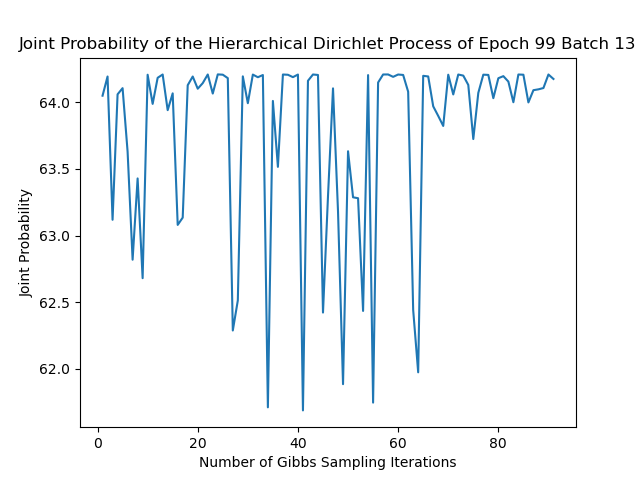 Joint Probability of the Hierarchical Dirichlet Process of Epoch 99 Batch 13
64.0
63.5
63.0
62.5
62.0
Joint Probability
0 20 40 60 80
Number of Gibbs Sampling Iterations